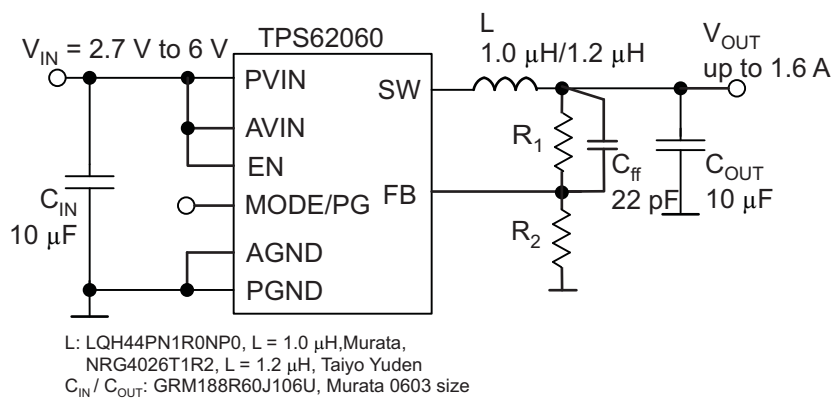 TPS62060
V_IN = 2.7 V to 6 V
L
1.0 μH/1.2 μH
V_OUT
up to 1.6 A
PVIN
SW
AVIN
EN
R_1
C_IN
10 μF
MODE/PG
FB
C_ff
22 pF
C_OUT
10 μF
R_2
AGND
PGND
L: LQH44PN1R0NP0, L = 1.0 μH,Murata,
NRG4026T1R2, L = 1.2 μH, Taiyo Yuden
C_IN / C_OUT: GRM188R60J106U, Murata 0603 size